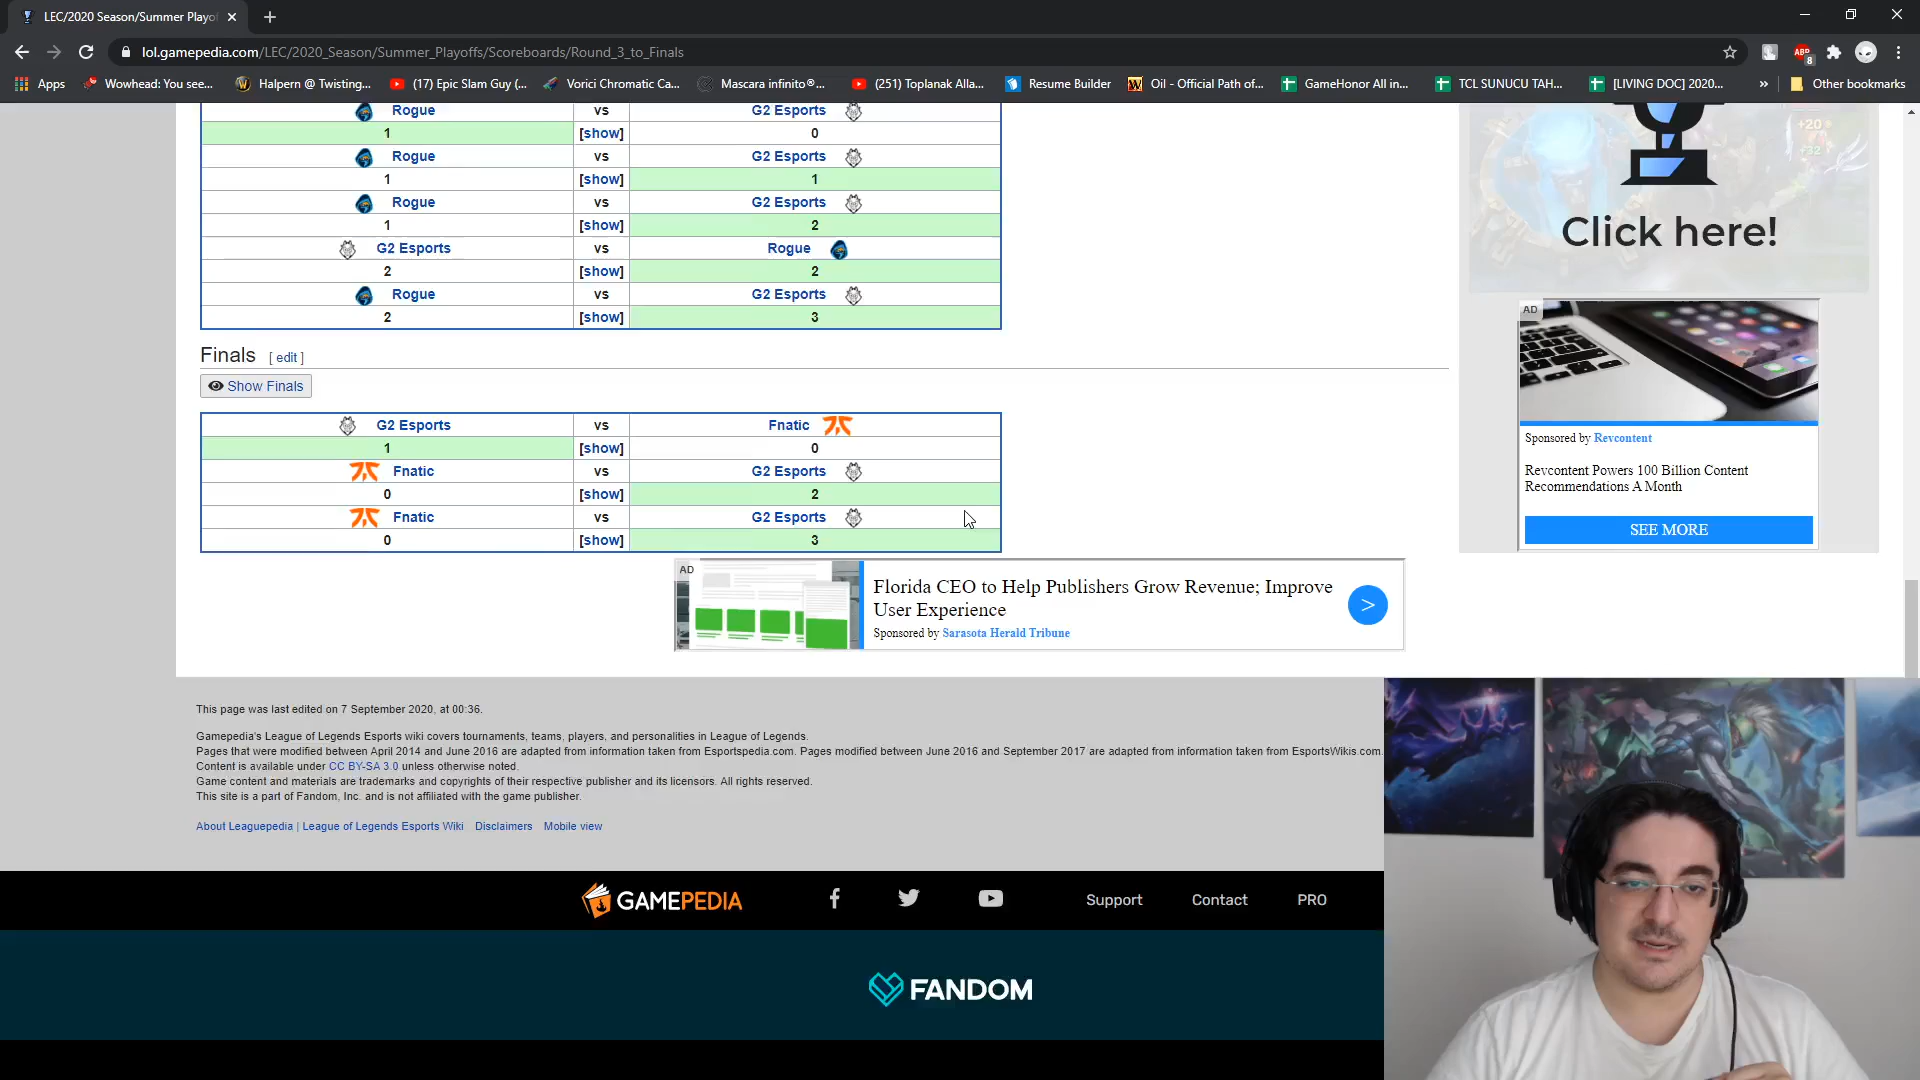 LEC/2020 Season/Summer Playof
lol.gamepedia.com/LEC/2020_Season/Summer_Playoffs/Scoreboards/Round_3_to_Finals
ABP
8
Apps
Wowhead: You see...
Halpern @ Twisting...
(17) Epic Slam Guy (...
Vorici Chromatic Ca...
Mascara infinito®...
(251) Toplanak Alla...
Resume Builder
Oil - Official Path of...
GameHonor All in...
TCL SUNUCU TAH...
[LIVING DOC] 2020...
»
Other bookmarks
Rogue vs G2 Esports
1 [show] 0
Rogue vs G2 Esports
1 [show] 1
Rogue vs G2 Esports
1 [show] 2
G2 Esports vs Rogue
2 [show] 2
Rogue vs G2 Esports
2 [show] 3
Finals [ edit ]
Show Finals
G2 Esports vs Fnatic
1 [show] 0
Fnatic vs G2 Esports
0 [show] 2
Fnatic vs G2 Esports
0 [show] 3
+20
+32
Click here!
AD
Sponsored by Revcontent
Revcontent Powers 100 Billion Content
Recommendations A Month
SEE MORE
AD
Florida CEO to Help Publishers Grow Revenue; Improve
User Experience
Sponsored by Sarasota Herald Tribune
>
This page was last edited on 7 September 2020, at 00:36.
Gamepedia's League of Legends Esports wiki covers tournaments, teams, players, and personalities in League of Legends.
Pages that were modified between April 2014 and June 2016 are adapted from information taken from Esportspedia.com. Pages modified between June 2016 and September 2017 are adapted from information taken from EsportsWikis.com.
Content is available under CC BY-SA 3.0 unless otherwise noted.
Game content and materials are trademarks and copyrights of their respective publisher and its licensors. All rights reserved.
This site is a part of Fandom, Inc. and is not affiliated with the game publisher.
About Leaguepedia | League of Legends Esports Wiki Disclaimers Mobile view
GAMEPEDIA
Support
Contact
PRO
FANDOM